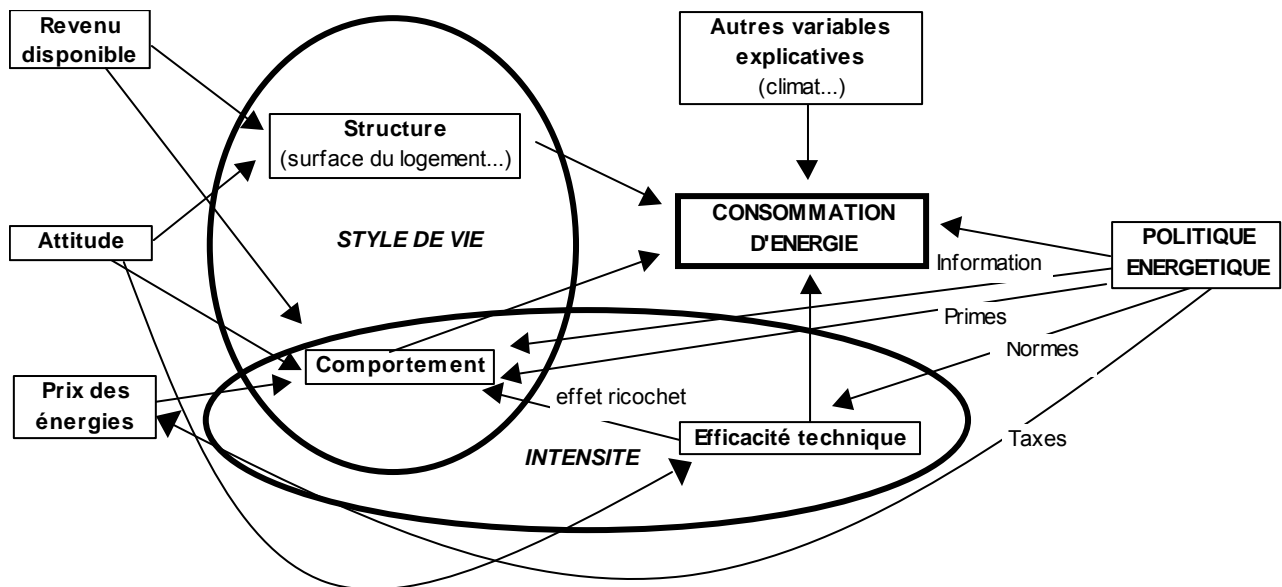 Revenu
disponible
Autres variables
explicatives
(climat...)
Structure
(surface du logement...)
CONSOMMATION
D'ENERGIE
STYLE DE VIE
Attitude
POLITIQUE
ENERGETIQUE
Information
Primes
Normes
Comportement
Prix des
énergies
effet ricochet
Efficacité technique
Taxes
INTENSITE